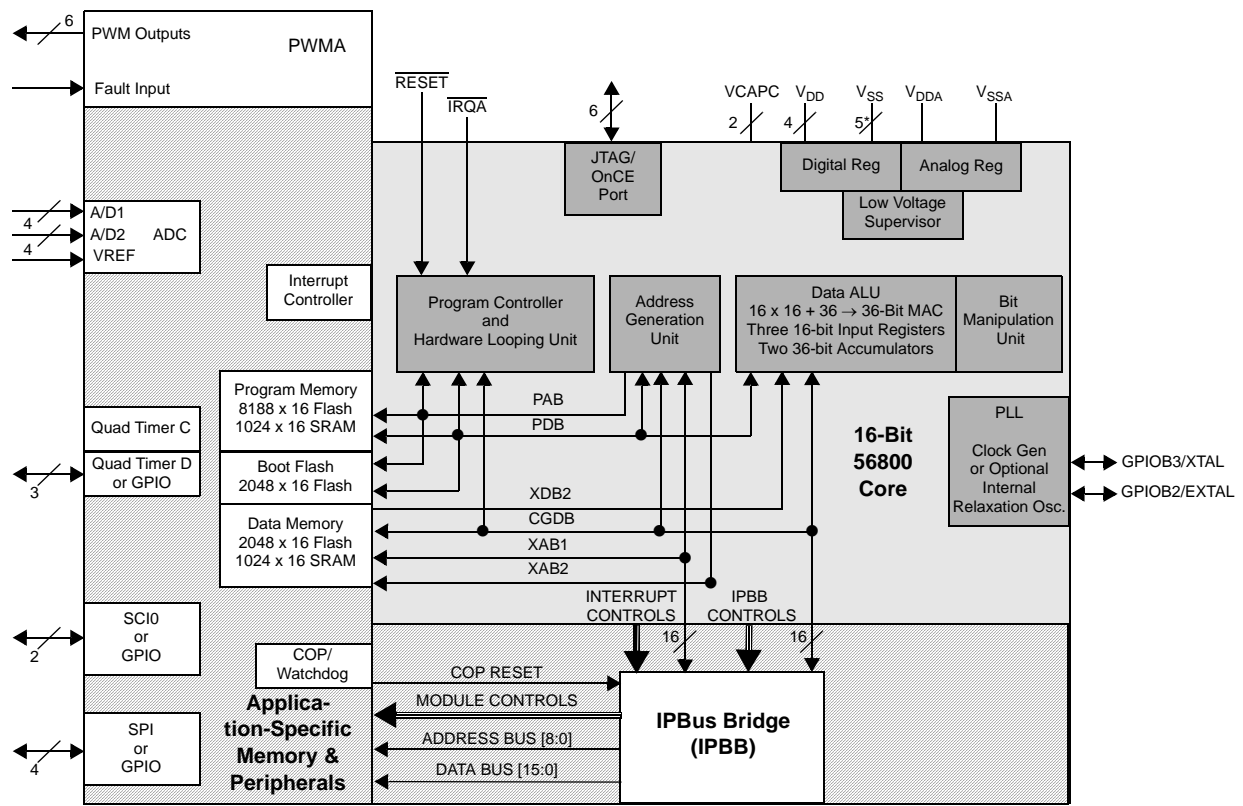 6
PWM Outputs
PWMA
Fault Input
RESET
IRQA
6
JTAG/
OnCE
Port
VCAPC
VDD
VSS
VDDA
VSSA
2
4
5*
Digital Reg
Analog Reg
Low Voltage
Supervisor
A/D1
4
A/D2
ADC
4
VREF
Interrupt
Controller
Program Controller
and
Hardware Looping Unit
Address
Generation
Unit
Data ALU
16 x 16 + 36 → 36-Bit MAC
Three 16-bit Input Registers
Two 36-bit Accumulators
Bit
Manipulation
Unit
Program Memory
8188 x 16 Flash
1024 x 16 SRAM
PAB
PDB
Quad Timer C
Quad Timer D
or GPIO
3
Boot Flash
2048 x 16 Flash
16-Bit
56800
Core
PLL
Clock Gen
or Optional
Internal
Relaxation Osc.
GPIOB3/XTAL
GPIOB2/EXTAL
Data Memory
2048 x 16 Flash
1024 x 16 SRAM
XDB2
CGDB
XAB1
XAB2
INTERRUPT
CONTROLS
IPBB
CONTROLS
16
16
SCI0
or
GPIO
2
COP/
Watchdog
COP RESET
MODULE CONTROLS
ADDRESS BUS [8:0]
DATA BUS [15:0]
IPBus Bridge
(IPBB)
Applica-
tion-Specific
Memory &
Peripherals
SPI
or
GPIO
4